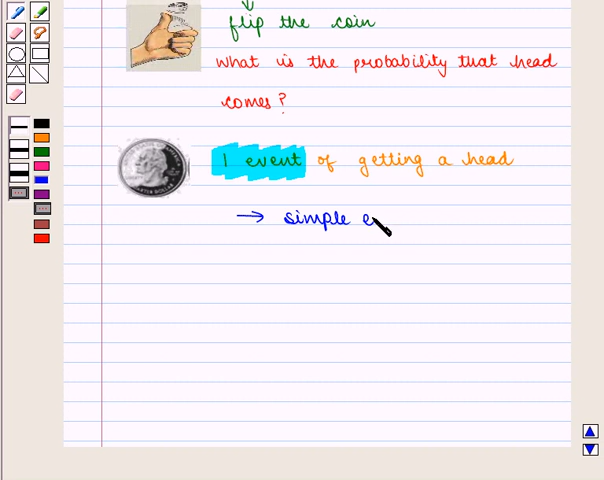 flip the coin
What is the probability that head
comes?
1 event of getting a head
→ simple e